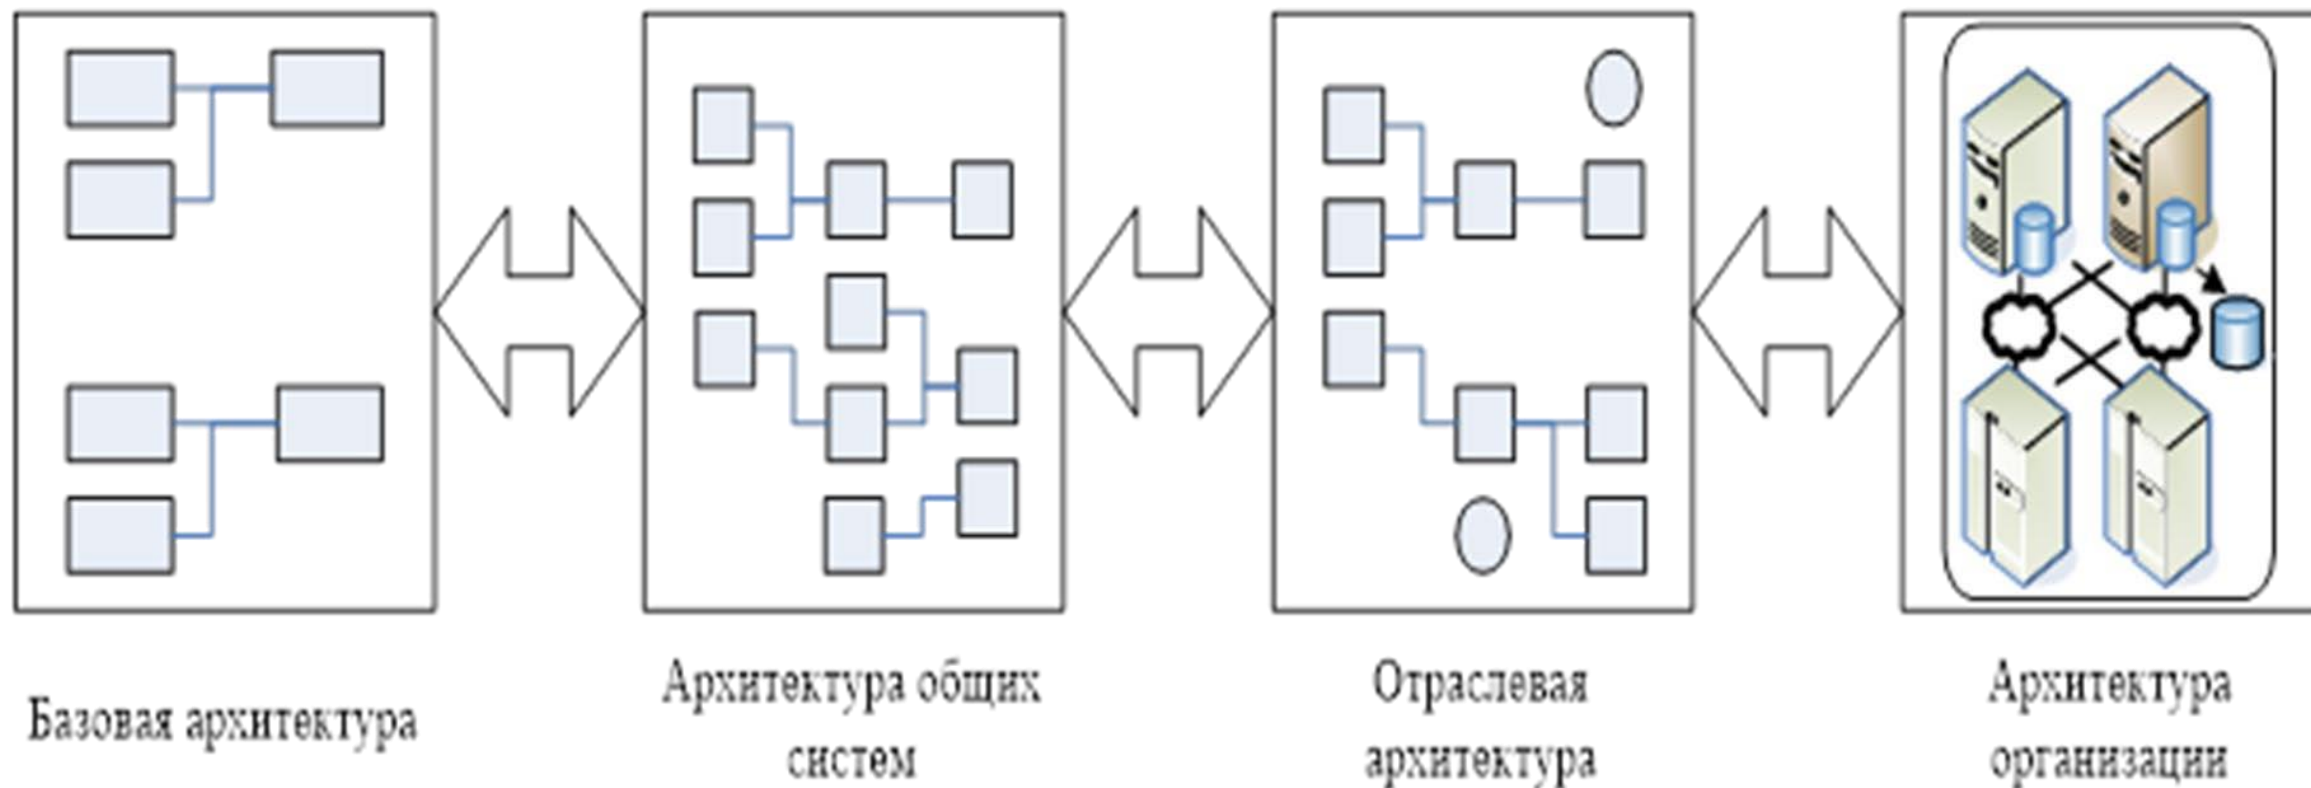 Базовая архитектура
Архитектура общих
систем
Отраслевая
архитектура
Архитектура
организации